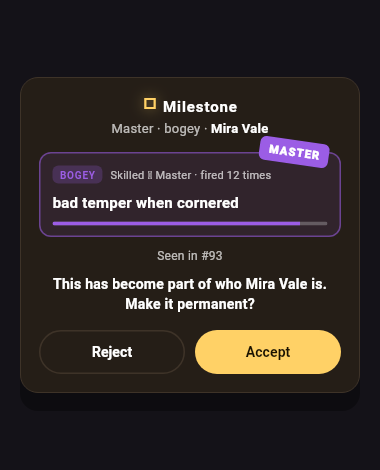 Milestone
Master · bogey · Mira Vale
MASTER
BOGEY Skilled Master · fired 12 times
bad temper when cornered
Seen in #93
This has become part of who Mira Vale is.
Make it permanent?
Reject
Accept